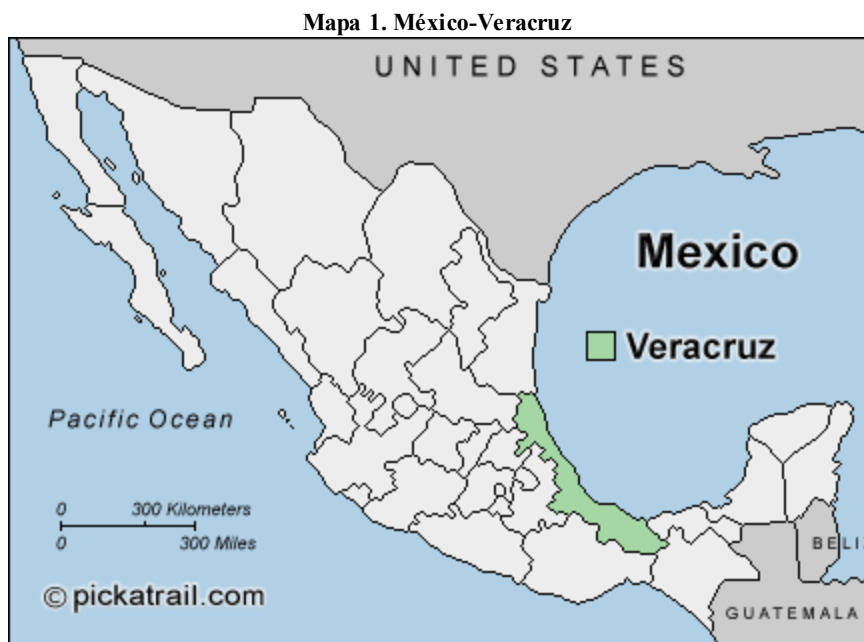 Mapa 1. México-Veracruz
UNITED STATES
Mexico
Veracruz
Pacific Ocean
0 300 Kilometers
0 300 Miles
BELI
© pickatrail.com
GUATEMALA